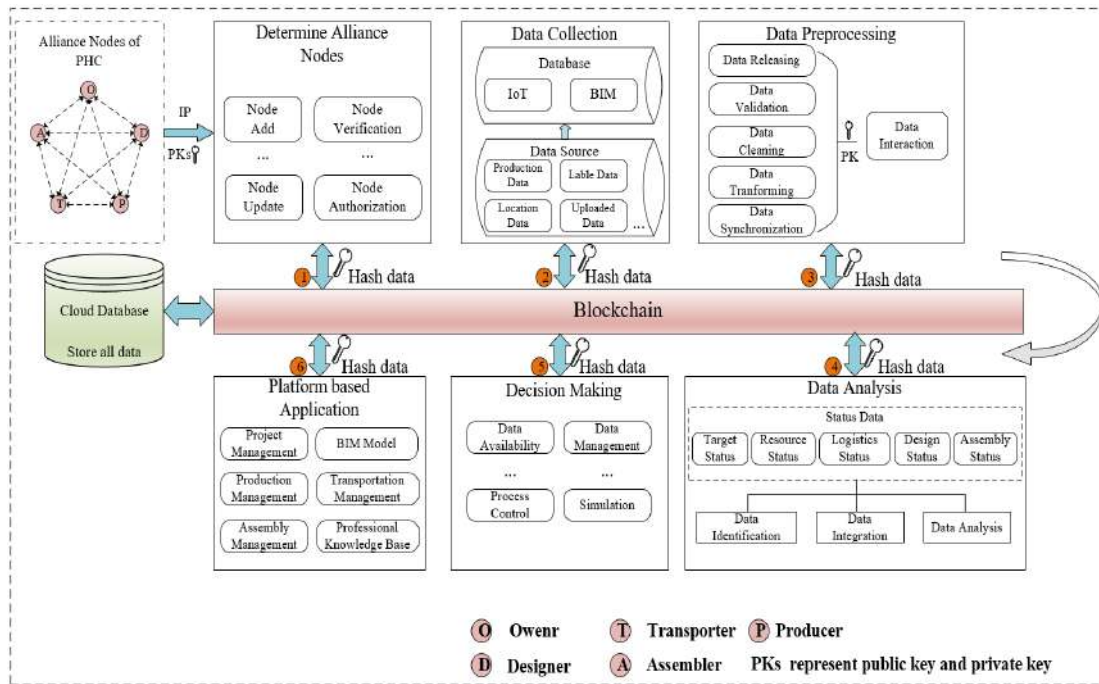 Alliance Nodes of
PHC
O
A
D
T
P
IP
PKs
Determine Alliance
Nodes
Node
Add
Node
Verification
...
...
Node
Update
Node
Authorization
Data Collection
Database
IoT
BIM
Data Source
Production
Data
Lable Data
Location
Data
Uploaded
Data
...
Data Preprocessing
Data Releasing
Data
Validation
Data
Cleaning
Data
Tranforming
Data
Synchronization
PK
Data
Interaction
1
Hash data
2
Hash data
3
Hash data
Cloud Database
Store all data
Blockchain
6
Hash data
5
Hash data
4
Hash data
Platform based
Application
Project
Management
BIM Model
Production
Management
Transportation
Management
Assembly
Management
Professional
Knowledge Base
Decision Making
Data
Availability
Data
Management
...
...
Process
Control
Simulation
Data Analysis
Status Data
Target
Status
Resource
Status
Logistics
Status
Design
Status
Assembly
Status
Data
Identification
Data
Integration
Data Analysis
O Owenr
T Transporter
P Producer
D Designer
A Assembler
PKs represent public key and private key